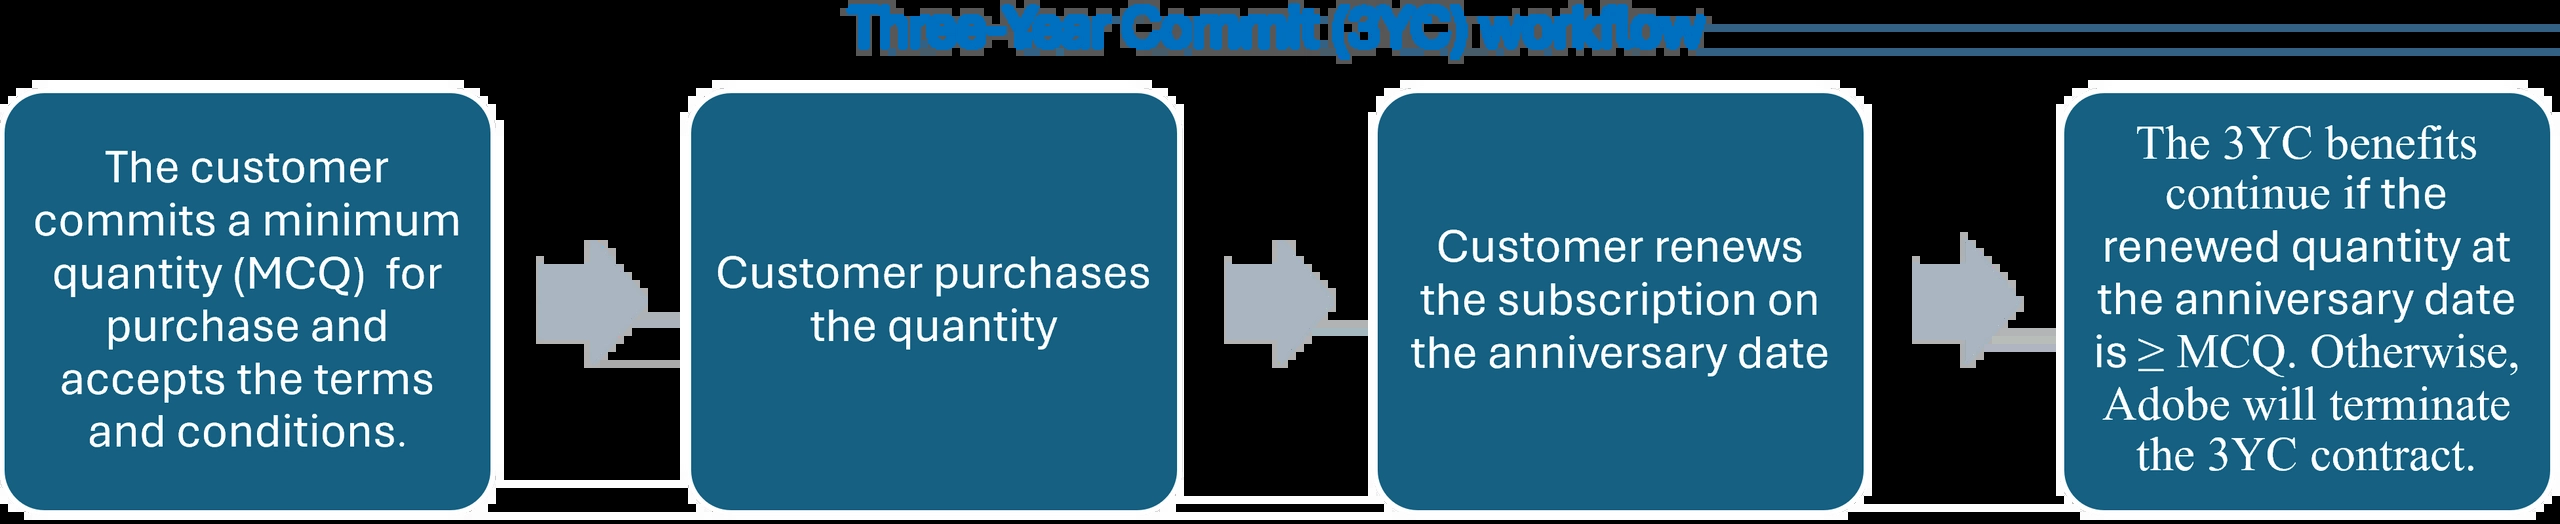 Three-Year Commit (3YC) workflow
The customer
commits a minimum
quantity (MCQ)  for
purchase and
accepts the terms
and conditions.
Customer purchases
the quantity
Customer renews
the subscription on
the anniversary date
The 3YC benefits
continue if the
renewed quantity at
the anniversary date
is ≥ MCQ. Otherwise,
Adobe will terminate
the 3YC contract.